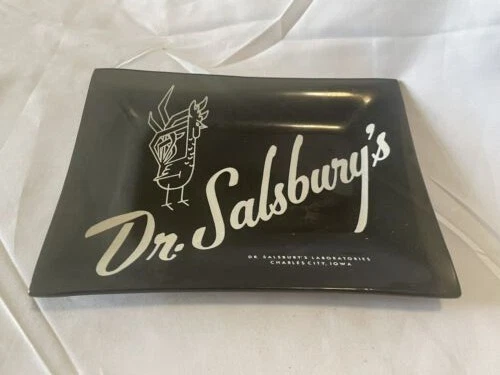 Dr. Salsbury's
DR. SALSBURY'S LABORATORIES
CHARLES CITY, IOWA